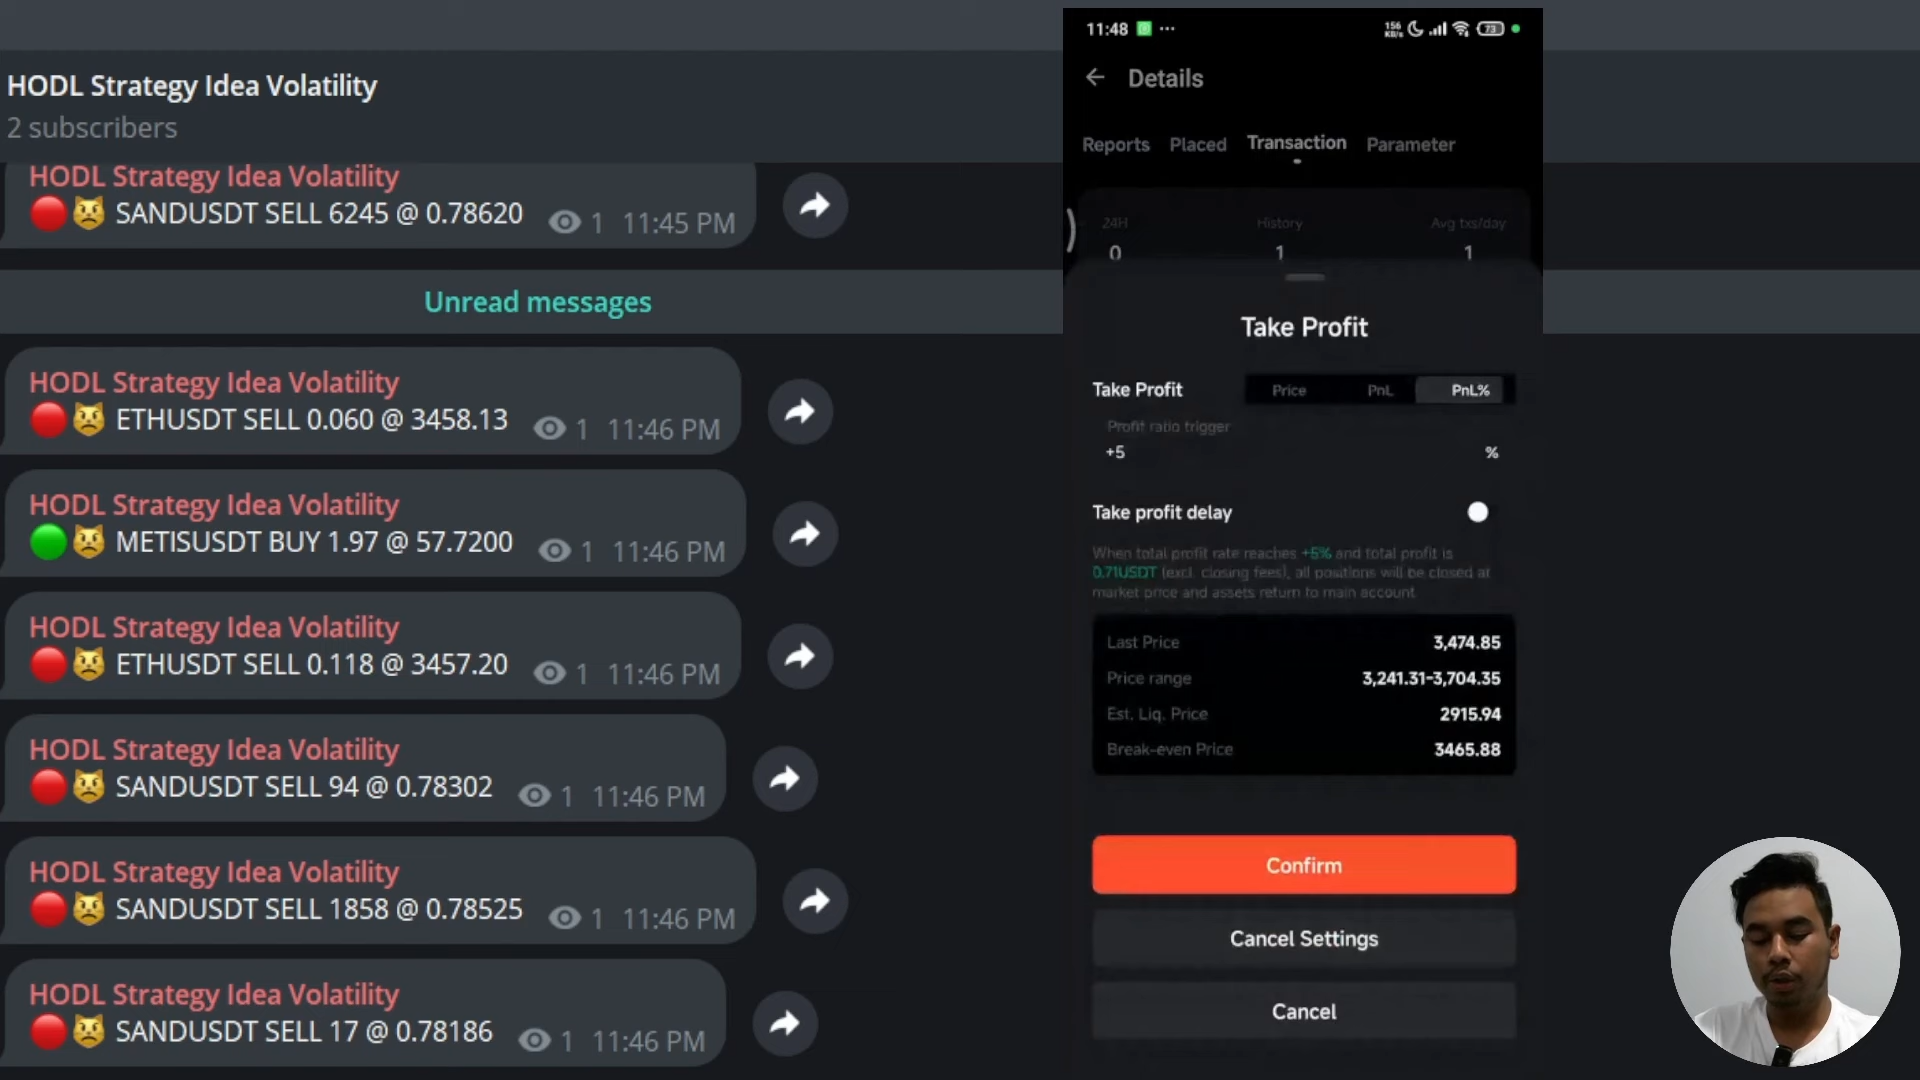 HODL Strategy Idea Volatility
2 subscribers
HODL Strategy Idea Volatility
SANDUSDT SELL 6245 @ 0.78620 1 11:45 PM
Unread messages
HODL Strategy Idea Volatility
ETHUSDT SELL 0.060 @ 3458.13 1 11:46 PM
HODL Strategy Idea Volatility
METISUSDT BUY 1.97 @ 57.7200 1 11:46 PM
HODL Strategy Idea Volatility
ETHUSDT SELL 0.118 @ 3457.20 1 11:46 PM
HODL Strategy Idea Volatility
SANDUSDT SELL 94 @ 0.78302 1 11:46 PM
HODL Strategy Idea Volatility
SANDUSDT SELL 1858 @ 0.78525 1 11:46 PM
HODL Strategy Idea Volatility
SANDUSDT SELL 17 @ 0.78186 1 11:46 PM
11:48 156 KB/s 73
Details
Reports Placed Transaction Parameter
24H History Avg txs/day
0 1 1
Take Profit
Take Profit Price PnL PnL%
Profit ratio trigger
+5 %
Take profit delay
When total profit rate reaches +5% and total profit is
0.71USDT (excl. closing fees), all positions will be closed at
market price and assets return to main account
Last Price 3,474.85
Price range 3,241.31-3,704.35
Est. Liq. Price 2915.94
Break-even Price 3465.88
Confirm
Cancel Settings
Cancel